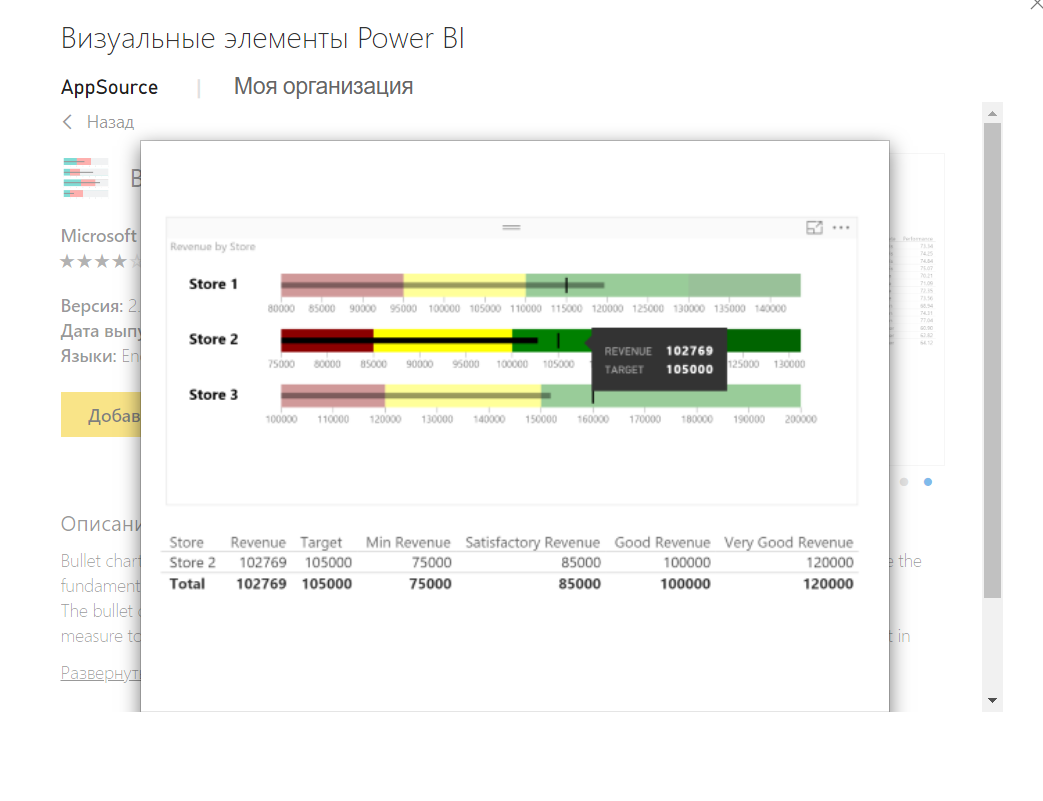 Визуальные элементы Power BI
AppSource | Моя организация
Назад
Microsoft
Версия: 2.
Дата
Языки:
Revenue by Store
Store 1
80000 85000 90000 95000 100000 105000 110000 115000 120000 125000 130000 135000 140000
Store 2
75000 80000 85000 90000 95000 100000 105000 125000 130000
REVENUE 102769
TARGET 105000
Store 3
100000 110000 120000 130000 140000 150000 160000 170000 180000 190000 200000
Store Revenue Target Min Revenue Satisfactory Revenue Good Revenue Very Good Revenue
Store 2 102769 105000 75000 85000 100000 120000
Total 102769 105000 75000 85000 100000 120000
Описани
Bullet chart the
fundament
The bullet
measure to in
Развернут
Добав